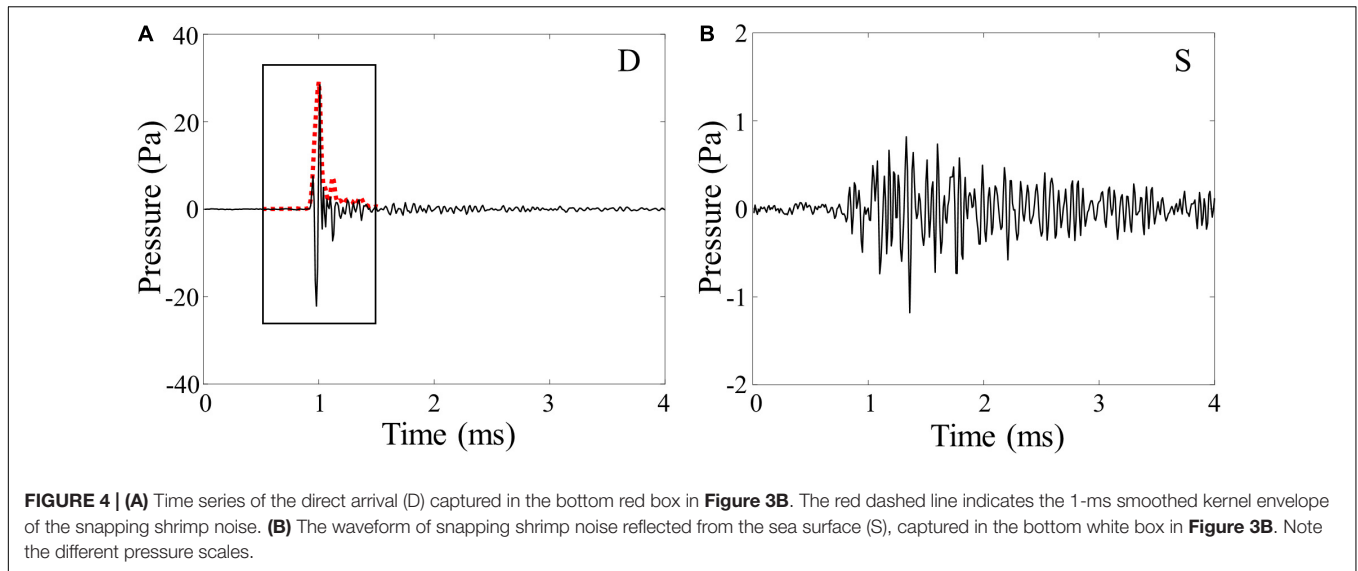 A
40
20
0
-20
-40
Pressure (Pa)
D
0 1 2 3 4
Time (ms)
B
2
1
0
-1
-2
Pressure (Pa)
S
0 1 2 3 4
Time (ms)
FIGURE 4 | (A) Time series of the direct arrival (D) captured in the bottom red box in Figure 3B. The red dashed line indicates the 1-ms smoothed kernel envelope
of the snapping shrimp noise. (B) The waveform of snapping shrimp noise reflected from the sea surface (S), captured in the bottom white box in Figure 3B. Note
the different pressure scales.